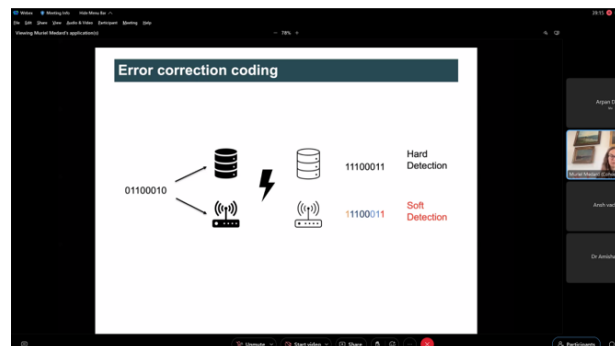 Webex Meeting Info Hide Menu Bar
File Edit Share View Audio & Video Participant Meeting Help
Viewing Muriel Medard's application(s)
78%
Error correction coding
01100010
11100011
Hard
Detection
11100011
Soft
Detection
Unmute
Start video
Share
Participants